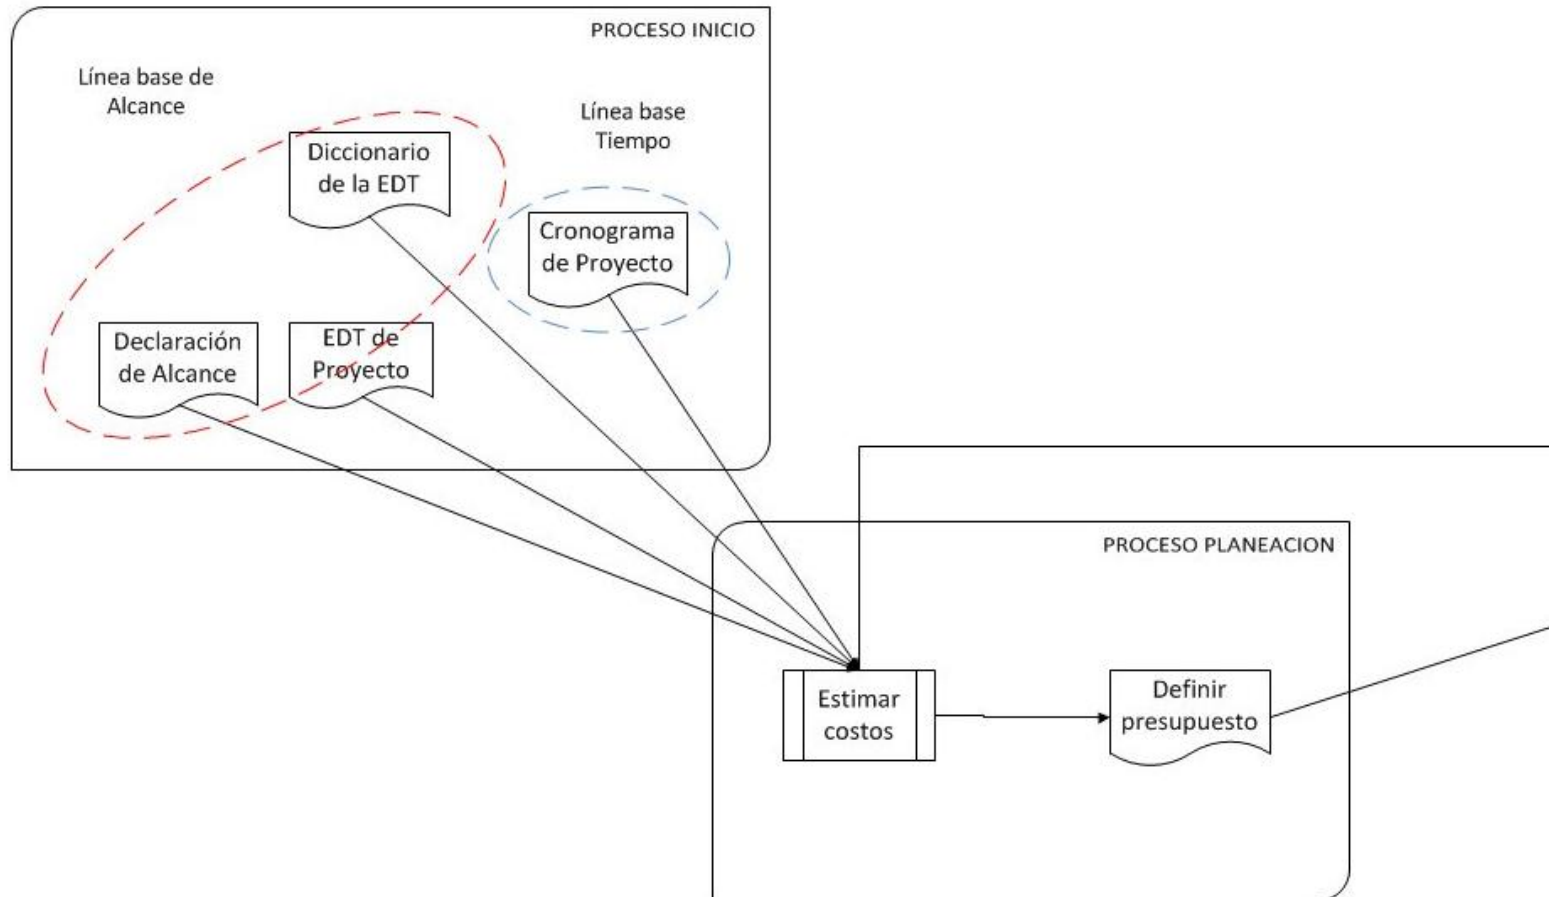 PROCESO INICIO
Línea base de
Alcance
Línea base
Tiempo
Diccionario
de la EDT
Cronograma
de Proyecto
Declaración
de Alcance
EDT de
Proyecto
PROCESO PLANEACION
Estimar
costos
Definir
presupuesto